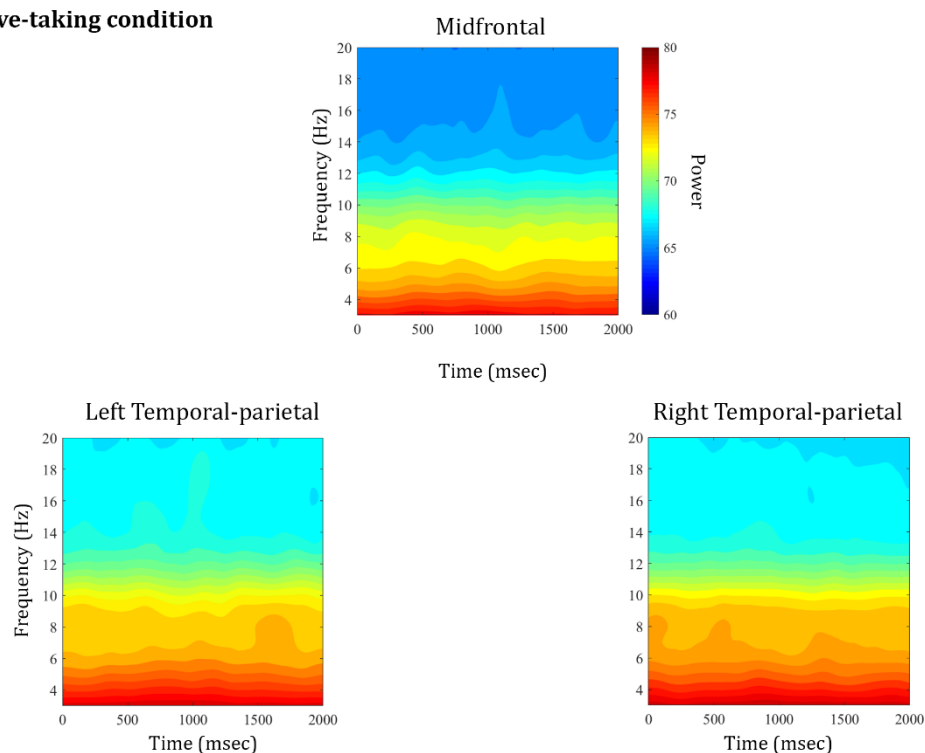 ve-taking condition
Midfrontal
20
18
16
14
12
10
8
6
4
Frequency (Hz)
0 500 1000 1500 2000
Time (msec)
80
75
70
65
60
Power
Left Temporal-parietal
20
18
16
14
12
10
8
6
4
Frequency (Hz)
0 500 1000 1500 2000
Time (msec)
Right Temporal-parietal
20
18
16
14
12
10
8
6
4
0 500 1000 1500 2000
Time (msec)